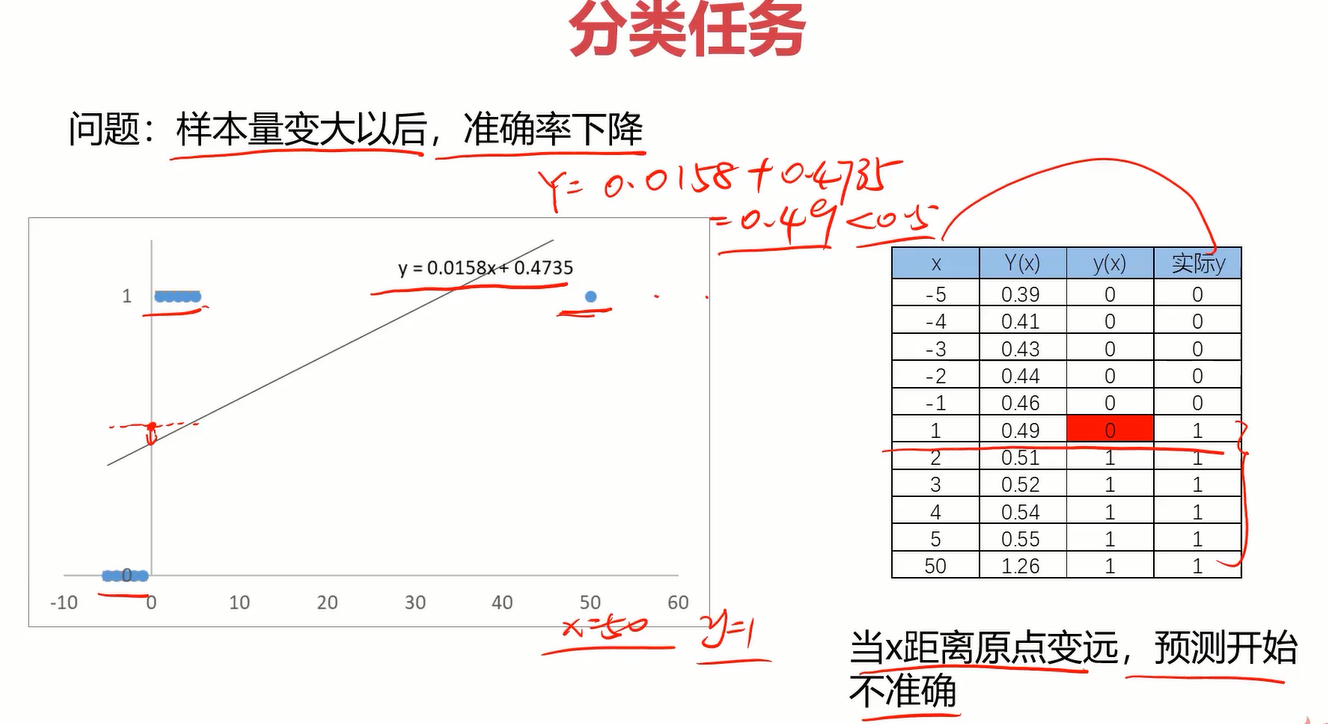 分类任务
问题：样本量变大以后，准确率下降
Y= 0.0158+0.4735
=0.49<0.5
y = 0.0158x+ 0.4735
1
0
-10 0 10 20 30 40 50 60
x=50 y=1
x Y(x) y(x) 实际y
-5 0.39 0 0
-4 0.41 0 0
-3 0.43 0 0
-2 0.44 0 0
-1 0.46 0 0
1 0.49 0 1
2 0.51 1 1
3 0.52 1 1
4 0.54 1 1
5 0.55 1 1
50 1.26 1 1
当x距离原点变远，预测开始
不准确